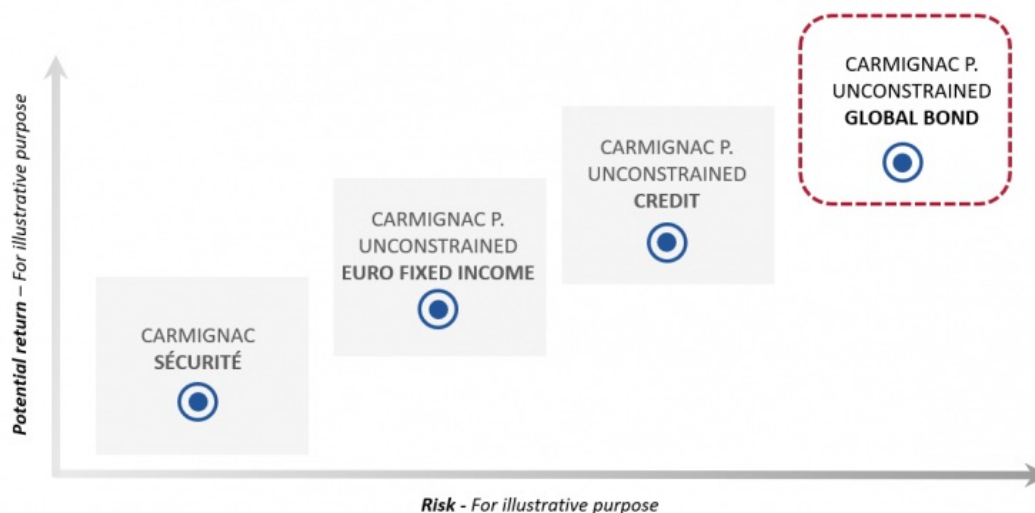 CARMIGNAC P.
UNCONSTRAINED
GLOBAL BOND
CARMIGNAC P.
UNCONSTRAINED
CREDIT
CARMIGNAC P.
UNCONSTRAINED
EURO FIXED INCOME
CARMIGNAC
SÉCURITÉ
Potential return – For illustrative purpose
Risk - For illustrative purpose